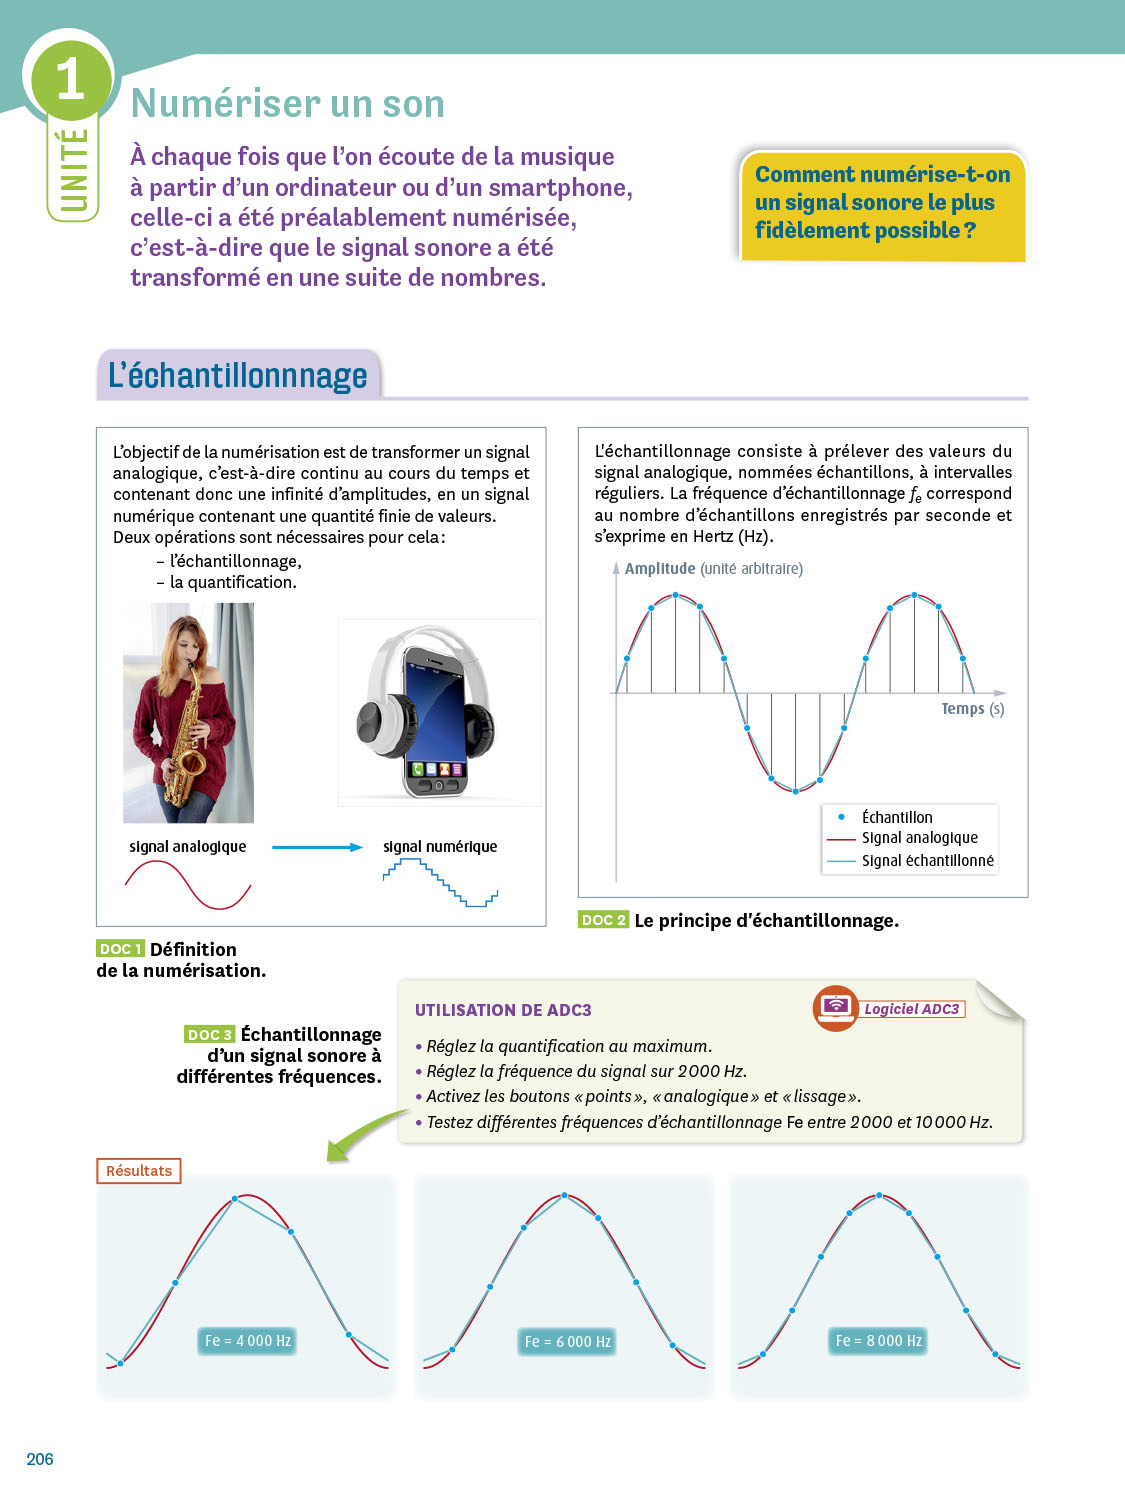 1
UNITÉ
Numériser un son
À chaque fois que l’on écoute de la musique
à partir d’un ordinateur ou d’un smartphone,
celle-ci a été préalablement numérisée,
c’est-à-dire que le signal sonore a été
transformé en une suite de nombres.
Comment numérise-t-on
un signal sonore le plus
fidèlement possible ?
L’échantillonnnage
L’objectif de la numérisation est de transformer un signal
analogique, c’est-à-dire continu au cours du temps et
contenant donc une infinité d’amplitudes, en un signal
numérique contenant une quantité finie de valeurs.
Deux opérations sont nécessaires pour cela :
– l’échantillonnage,
– la quantification.
signal analogique
signal numérique
DOC 1 Définition
de la numérisation.
L'échantillonnage consiste à prélever des valeurs du
signal analogique, nommées échantillons, à intervalles
réguliers. La fréquence d’échantillonnage fe correspond
au nombre d’échantillons enregistrés par seconde et
s’exprime en Hertz (Hz).
Amplitude (unité arbitraire)
Temps (s)
Échantillon
Signal analogique
Signal échantillonné
DOC 2 Le principe d'échantillonnage.
DOC 3 Échantillonnage
d’un signal sonore à
différentes fréquences.
UTILISATION DE ADC3
Logiciel ADC3
• Réglez la quantification au maximum.
• Réglez la fréquence du signal sur 2 000 Hz.
• Activez les boutons « points », « analogique » et « lissage ».
• Testez différentes fréquences d’échantillonnage Fe entre 2 000 et 10 000 Hz.
Résultats
Fe = 4 000 Hz
Fe = 6 000 Hz
Fe = 8 000 Hz
206